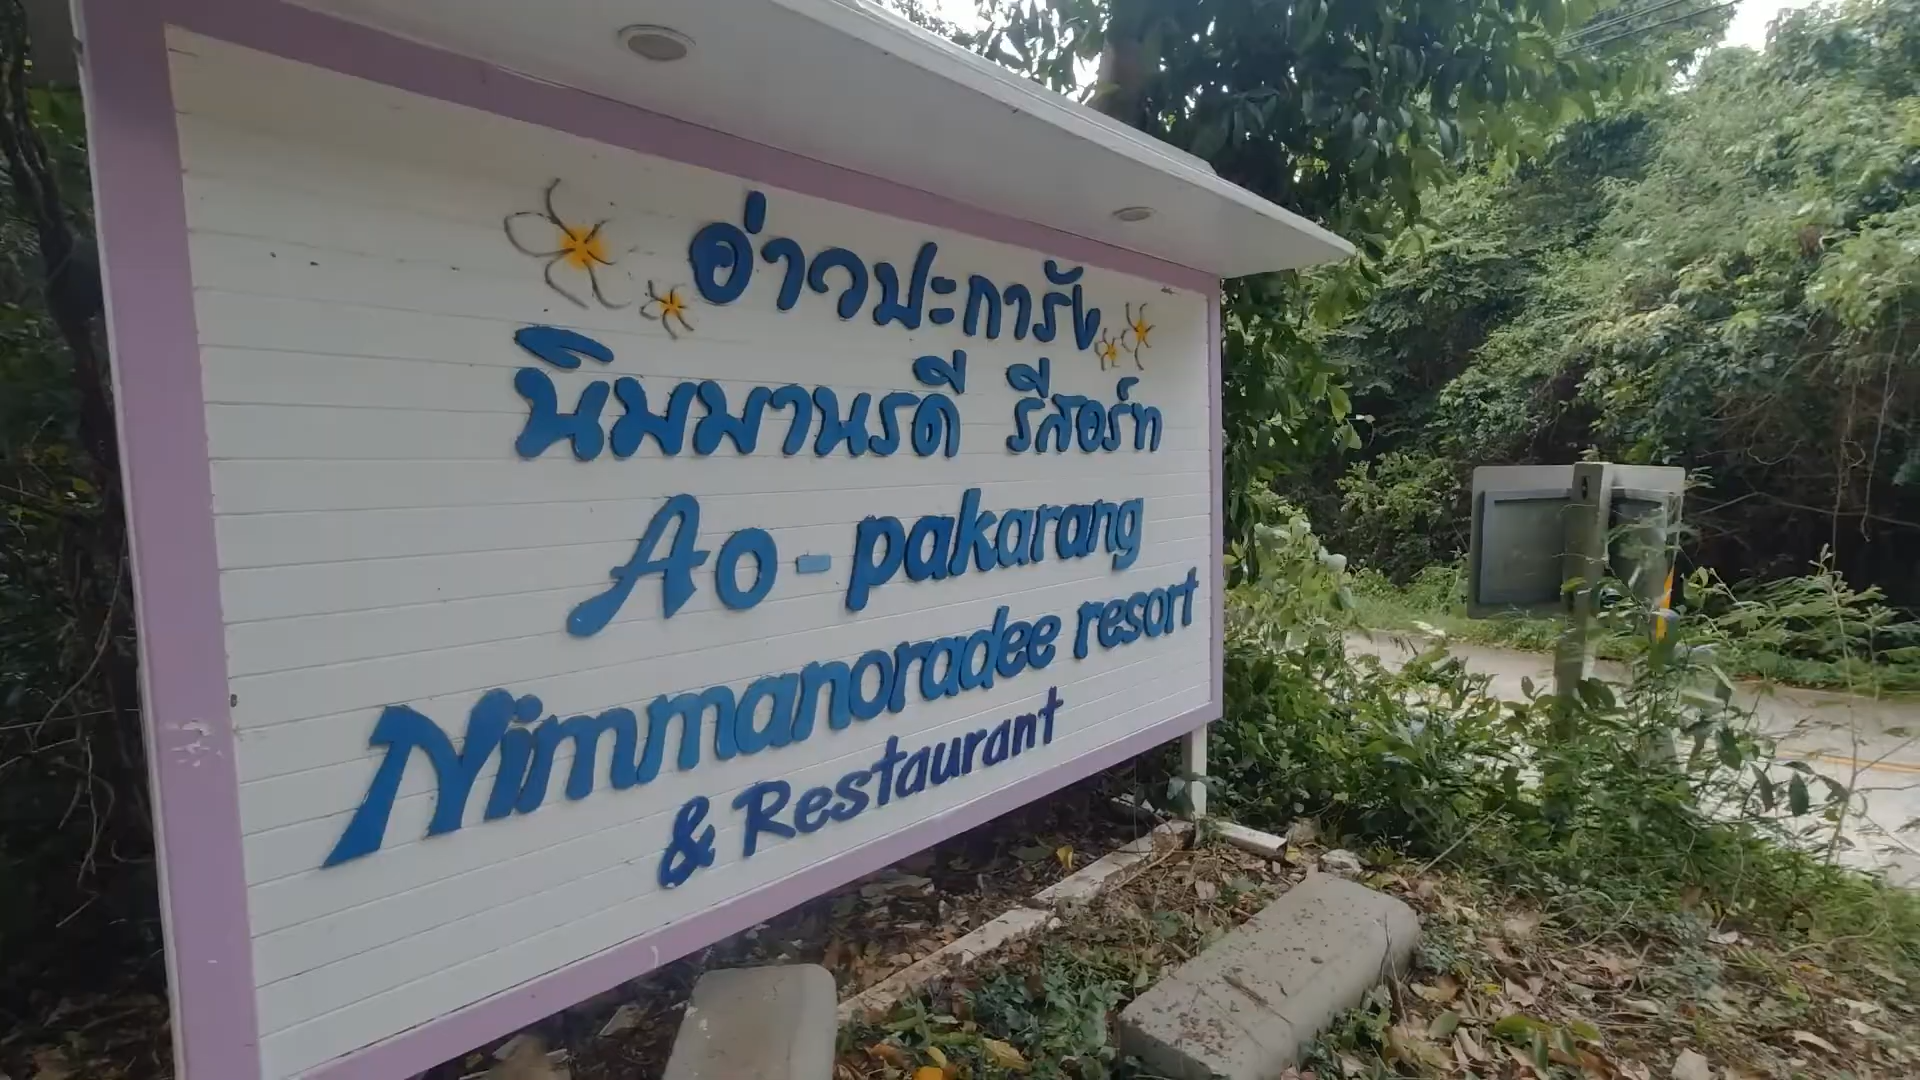 อ่าวปะการัง
นิมมานรดี รีสอร์ท
Ao-pakarang
Nimmanoradee resort
& Restaurant